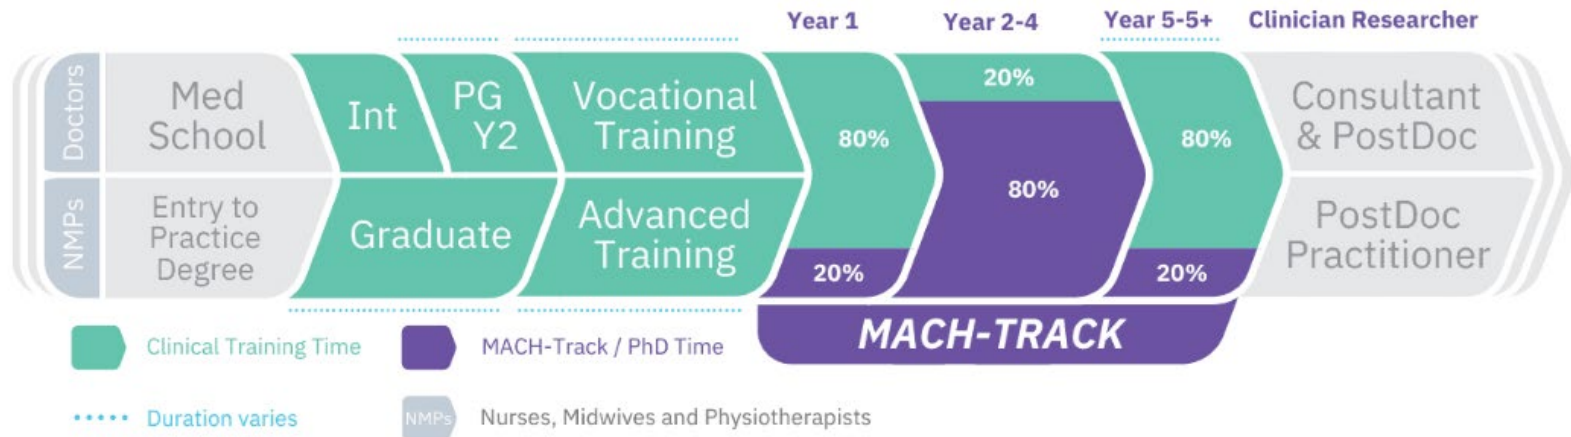 Year 1
Year 2-4
Year 5-5+
Clinician Researcher
Doctors
Med
School
Int
PG
Y2
Vocational
Training
80%
20%
80%
Consultant
& PostDoc
NMPs
Entry to
Practice
Degree
Graduate
Advanced
Training
20%
80%
20%
PostDoc
Practitioner
MACH-TRACK
Clinical Training Time
MACH-Track / PhD Time
Duration varies
NMPs
Nurses, Midwives and Physiotherapists